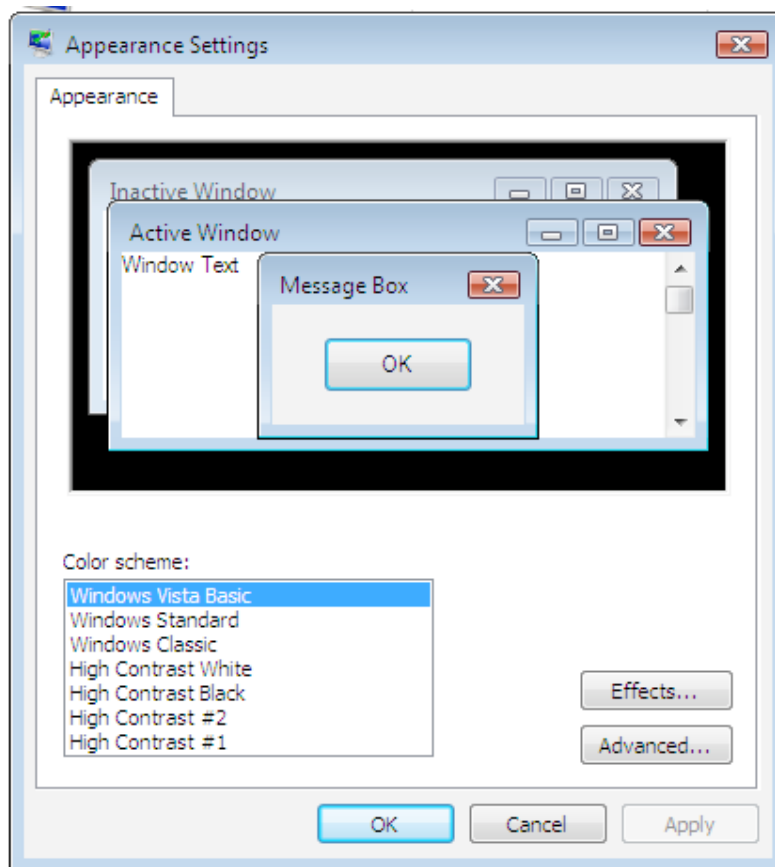 Appearance Settings
Appearance
Inactive Window
Active Window
Window Text
Message Box
OK
Color scheme:
Windows Vista Basic
Windows Standard
Windows Classic
High Contrast White
High Contrast Black
High Contrast #2
High Contrast #1
Effects...
Advanced...
OK Cancel Apply